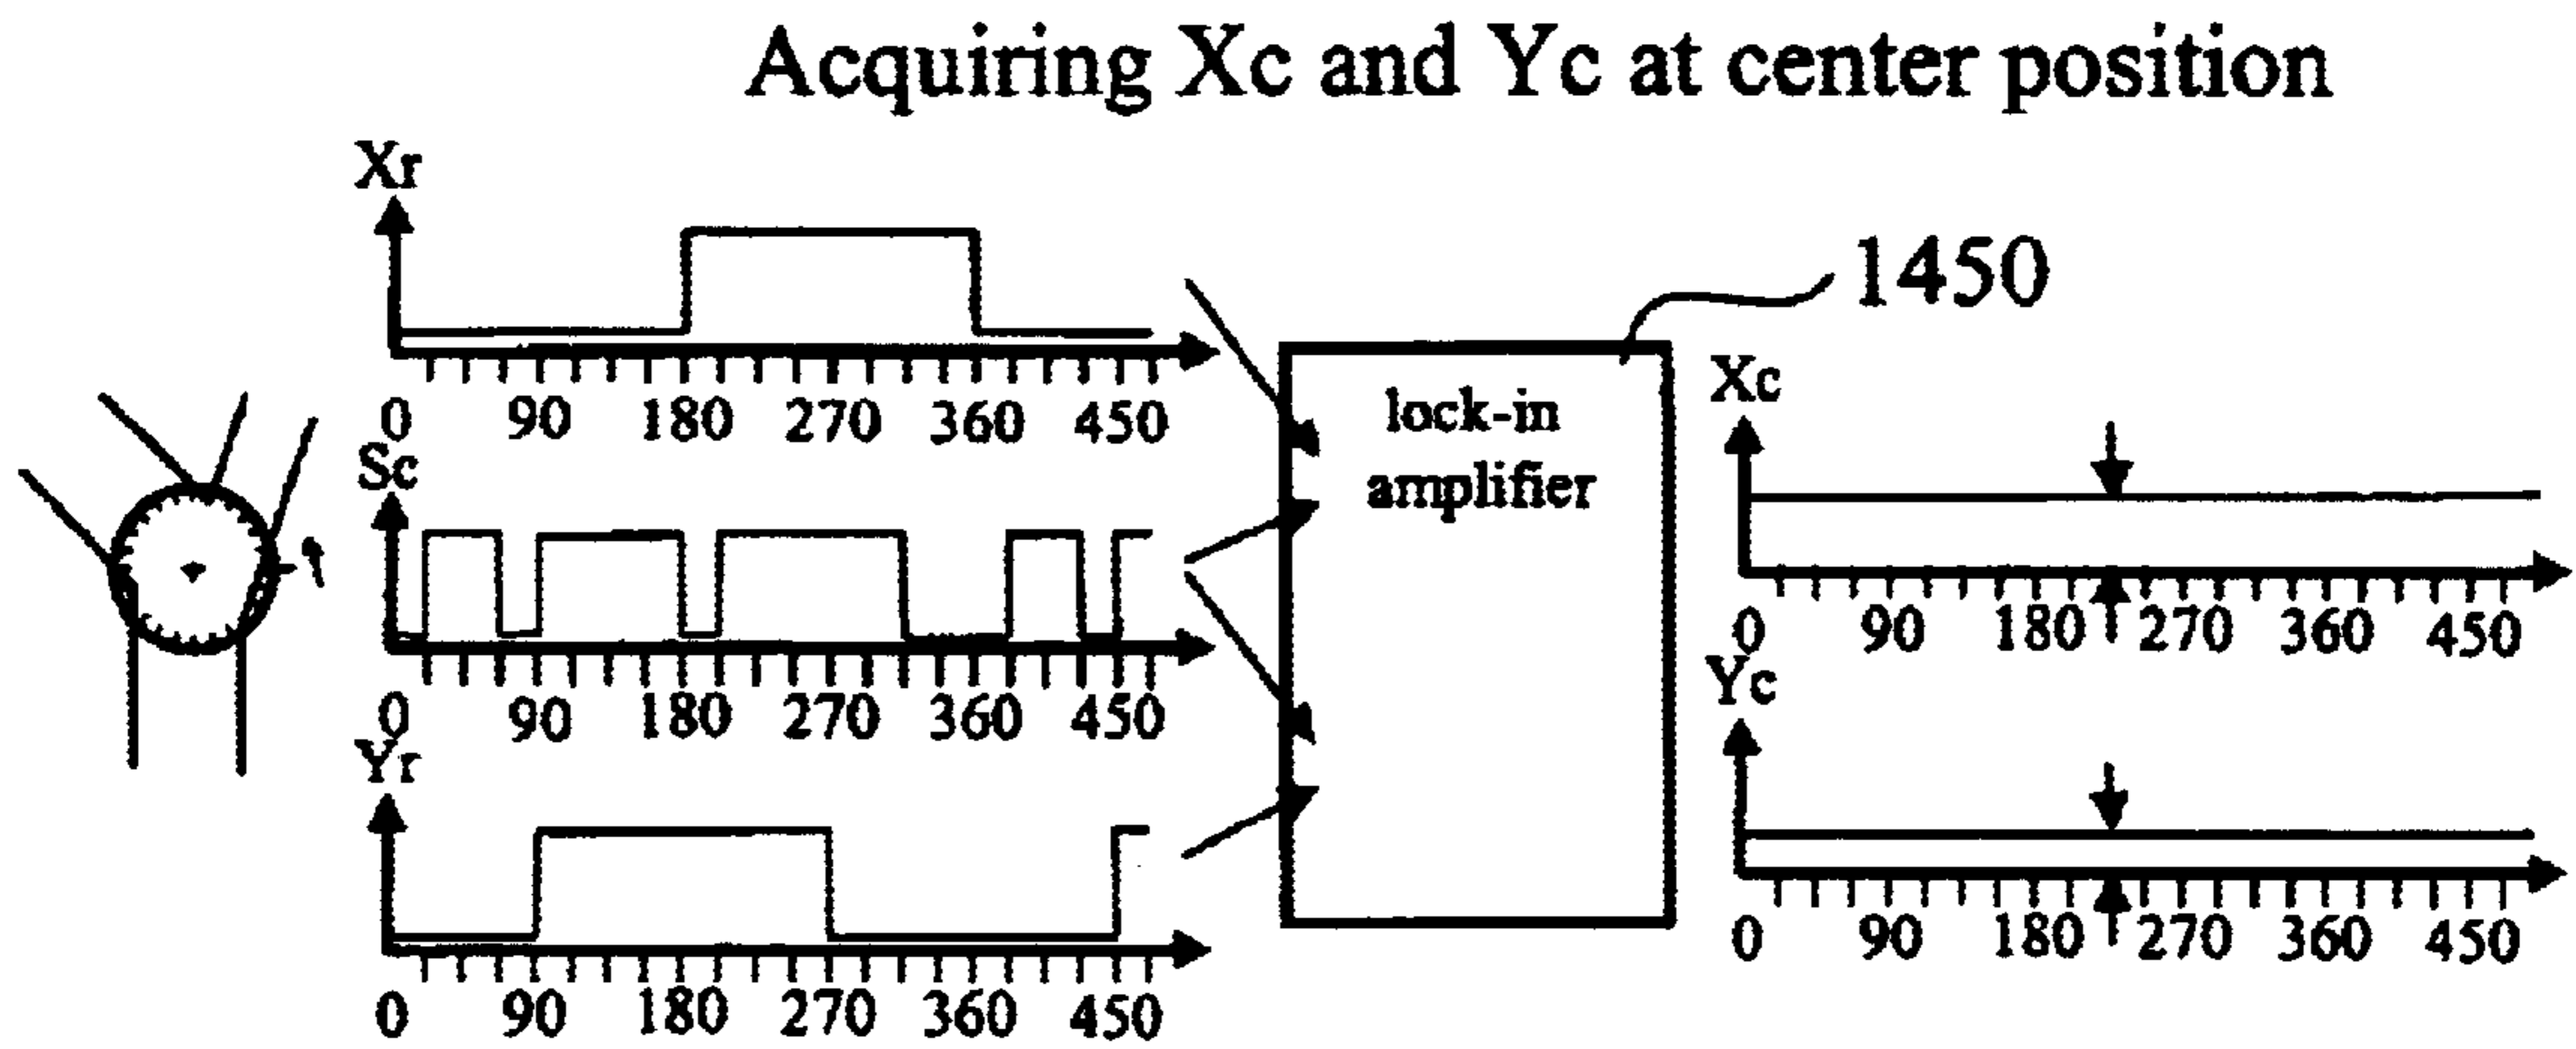 Acquiring Xc and Yc at center position
Xr
0 90 180 270 360 450
Sc
0 90 180 270 360 450
Yr
0 90 180 270 360 450
lock-in
amplifier
1450
Xc
0 90 180 270 360 450
Yc
0 90 180 270 360 450